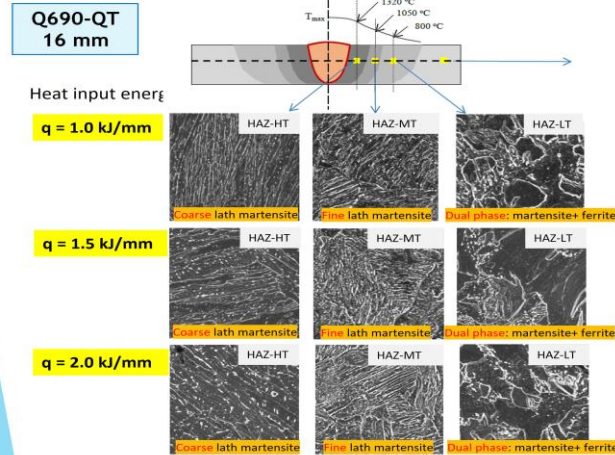 Q690-QT
16 mm
Tmax
1320 °C
1050 °C
800 °C
Heat input energ
q = 1.0 kJ/mm
HAZ-HT
HAZ-MT
HAZ-LT
Coarse lath martensite
Fine lath martensite
Dual phase: martensite+ ferrite
q = 1.5 kJ/mm
HAZ-HT
HAZ-MT
HAZ-LT
Coarse lath martensite
Fine lath martensite
Dual phase: martensite+ ferrite
q = 2.0 kJ/mm
HAZ-HT
HAZ-MT
HAZ-LT
Coarse lath martensite
Fine lath martensite
Dual phase: martensite+ ferrite